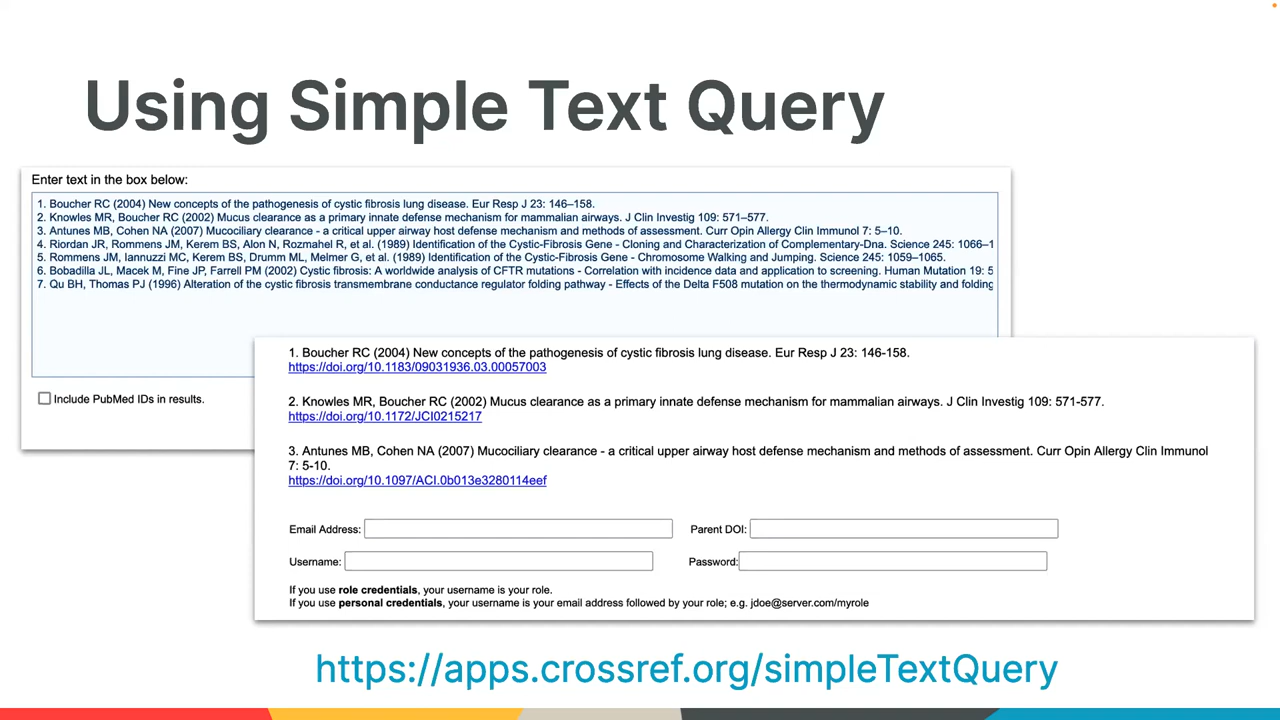 Using Simple Text Query
Enter text in the box below:
1. Boucher RC (2004) New concepts of the pathogenesis of cystic fibrosis lung disease. Eur Resp J 23: 146–158.
2. Knowles MR, Boucher RC (2002) Mucus clearance as a primary innate defense mechanism for mammalian airways. J Clin Investig 109: 571–577.
3. Antunes MB, Cohen NA (2007) Mucociliary clearance - a critical upper airway host defense mechanism and methods of assessment. Curr Opin Allergy Clin Immunol 7: 5–10.
4. Riordan JR, Rommens JM, Kerem BS, Alon N, Rozmahel R, et al. (1989) Identification of the Cystic-Fibrosis Gene - Cloning and Characterization of Complementary-Dna. Science 245: 1066–1
5. Rommens JM, Iannuzzi MC, Kerem BS, Drumm ML, Melmer G, et al. (1989) Identification of the Cystic-Fibrosis Gene - Chromosome Walking and Jumping. Science 245: 1059–1065.
6. Bobadilla JL, Macek M, Fine JP, Farrell PM (2002) Cystic fibrosis: A worldwide analysis of CFTR mutations - Correlation with incidence data and application to screening. Human Mutation 19: 5
7. Qu BH, Thomas PJ (1996) Alteration of the cystic fibrosis transmembrane conductance regulator folding pathway - Effects of the Delta F508 mutation on the thermodynamic stability and folding
Include PubMed IDs in results.
1. Boucher RC (2004) New concepts of the pathogenesis of cystic fibrosis lung disease. Eur Resp J 23: 146-158.
https://doi.org/10.1183/09031936.03.00057003
2. Knowles MR, Boucher RC (2002) Mucus clearance as a primary innate defense mechanism for mammalian airways. J Clin Investig 109: 571-577.
https://doi.org/10.1172/JCI0215217
3. Antunes MB, Cohen NA (2007) Mucociliary clearance - a critical upper airway host defense mechanism and methods of assessment. Curr Opin Allergy Clin Immunol
7: 5-10.
https://doi.org/10.1097/ACI.0b013e3280114eef
Email Address: Parent DOI:
Username: Password:
If you use role credentials, your username is your role.
If you use personal credentials, your username is your email address followed by your role; e.g. jdoe@server.com/myrole
https://apps.crossref.org/simpleTextQuery